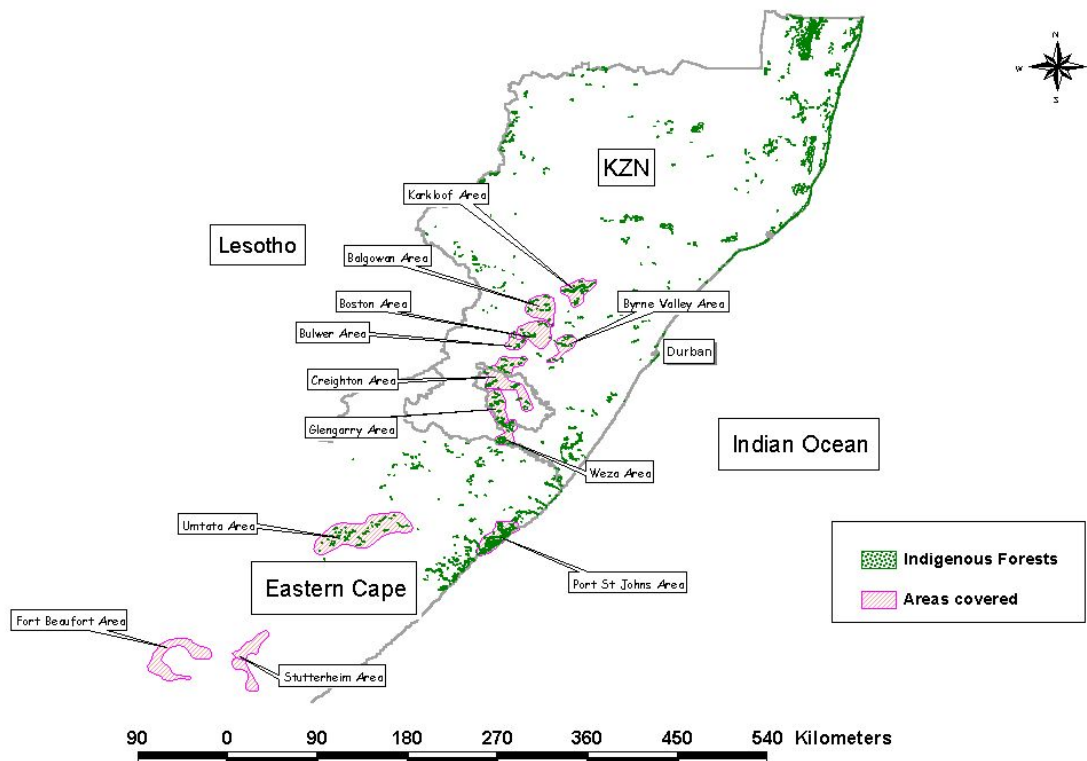 N
W
S
KZN
Karkloof Area
Lesotho
Balgowan Area
Boston Area
Byrne Valley Area
Bulwer Area
Durban
Creighton Area
Glengarry Area
Indian Ocean
Weza Area
Umtata Area
Indigenous Forests
Eastern Cape
Port St Johns Area
Areas covered
Fort Beaufort Area
Stutterheim Area
90 0 90 180 270 360 450 540 Kilometers